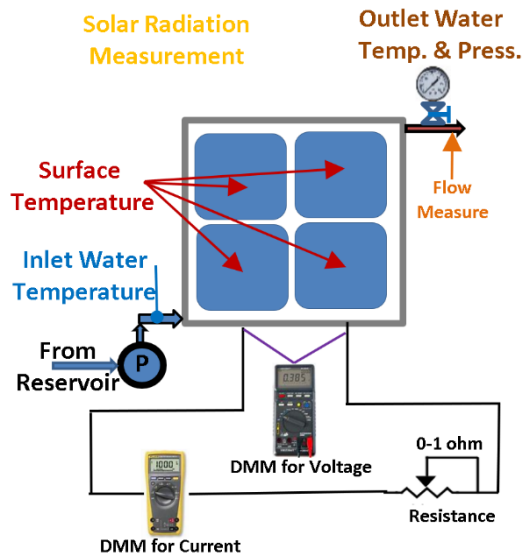 Solar Radiation
Measurement
Outlet Water
Temp. & Press.
Surface
Temperature
Flow
Measure
Inlet Water
Temperature
From
Reservoir
P
0.385
0-1 ohm
DMM for Voltage
1000
Resistance
DMM for Current